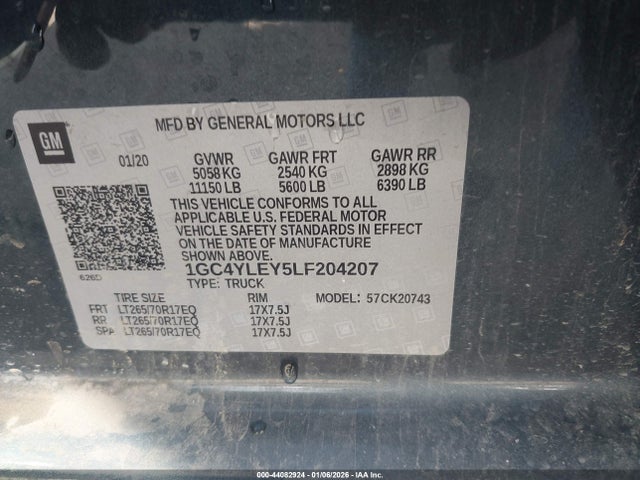 GM
MFD BY GENERAL MOTORS LLC
01/20 GVWR GAWR FRT GAWR RR
5058 KG 2540 KG 2898 KG
11150 LB 5600 LB 6390 LB
THIS VEHICLE CONFORMS TO ALL
APPLICABLE U.S. FEDERAL MOTOR
VEHICLE SAFETY STANDARDS IN EFFECT
ON THE DATE OF MANUFACTURE
SHOWN ABOVE.
626D 1GC4YLEY5LF204207
TYPE: TRUCK
TIRE SIZE RIM MODEL: 57CK20743
FRT LT265/70R17EQ 17X7.5J
RR LT265/70R17EQ 17X7.5J
SPA LT265/70R17EQ 17X7.5J
000-44082924 - 01/06/2026 - IAA Inc.